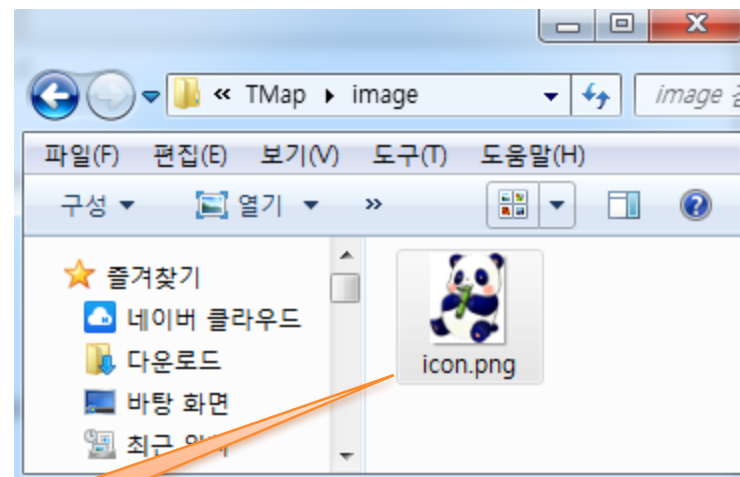 « TMap ▸ image
image
파일(F) 편집(E) 보기(V) 도구(T) 도움말(H)
구성 ▼ 열기 ▼ »
즐겨찾기
네이버 클라우드
다운로드
바탕 화면
최근
icon.png